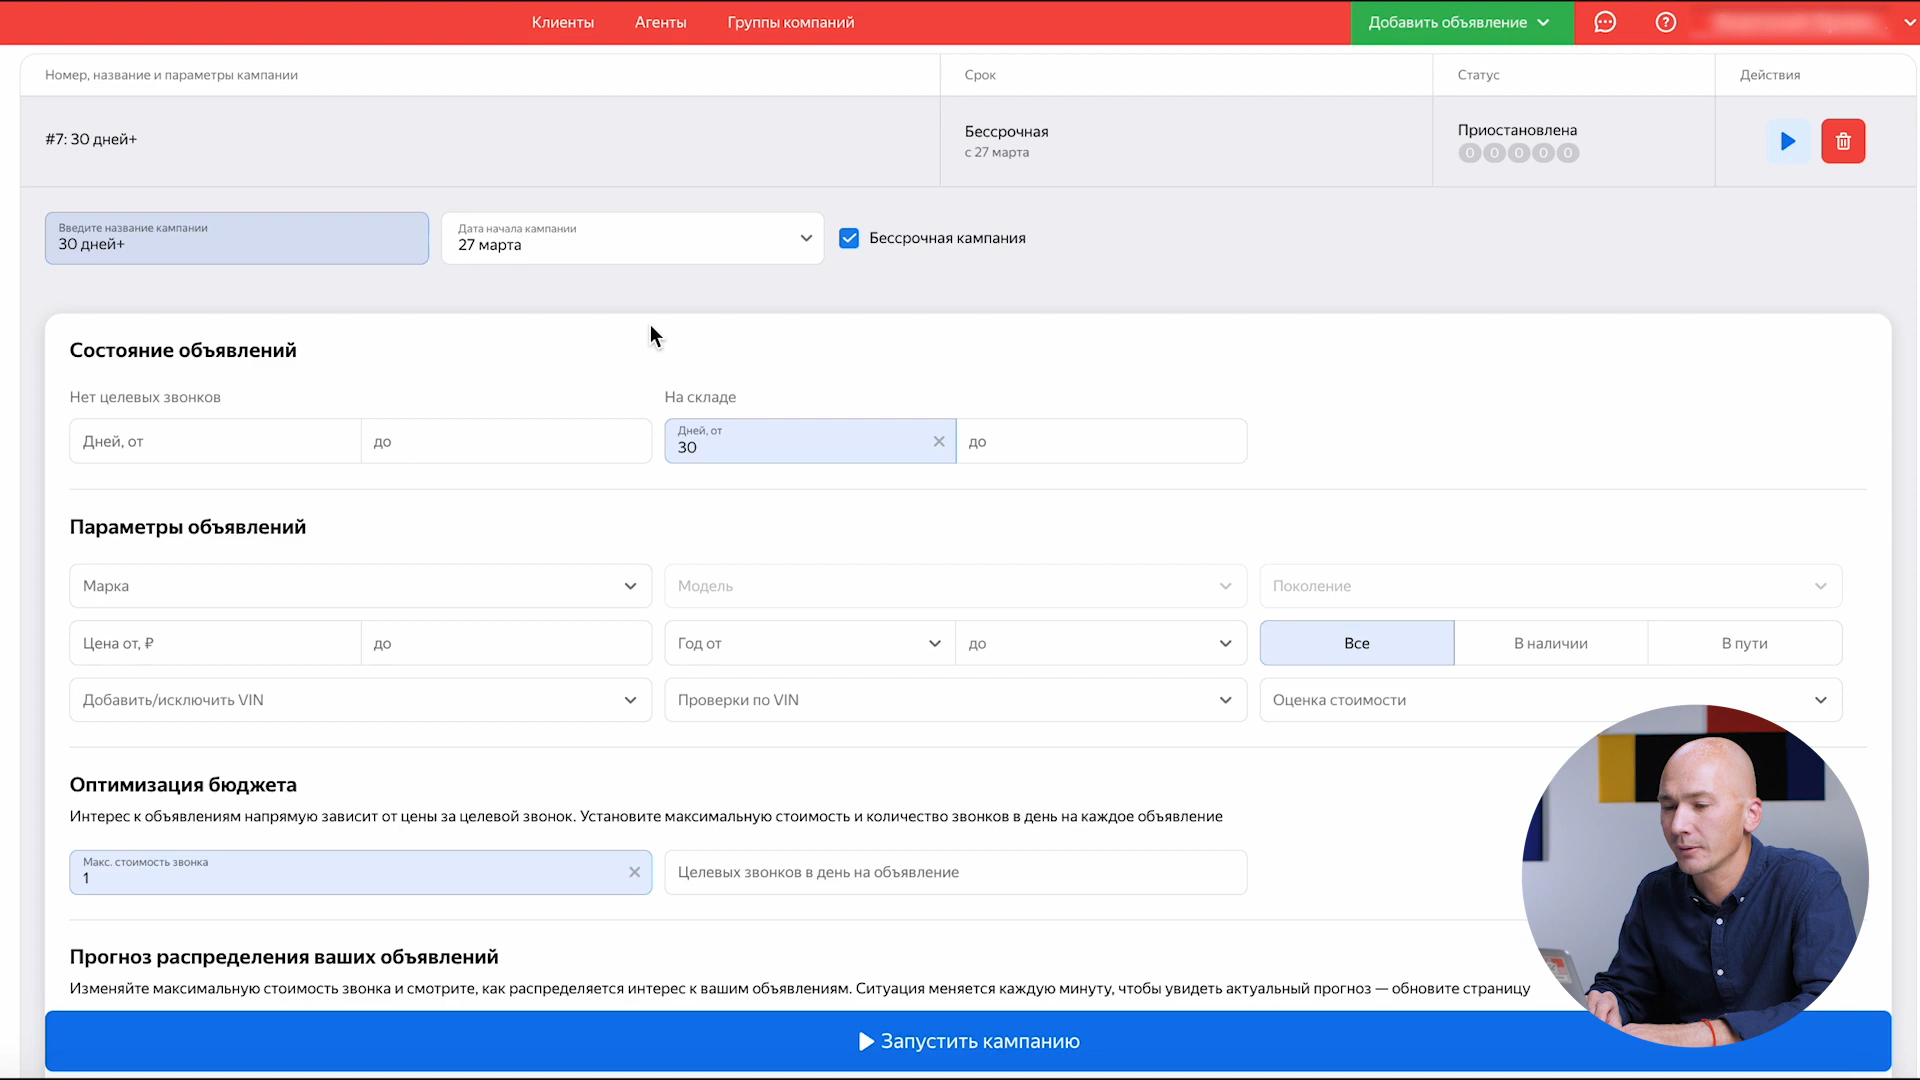 Клиенты Агенты Группы компаний Добавить объявление
Номер, название и параметры кампании Срок Статус Действия
#7: 30 дней+ Бессрочная Приостановлена
с 27 марта 0 0 0 0 0
Введите название кампании Дата начала кампании
30 дней+ 27 марта Бессрочная кампания
Состояние объявлений
Нет целевых звонков На складе
Дней, от до Дней, от 30 до
Параметры объявлений
Марка Модель Поколение
Цена от, ₽ до Год от до Все В наличии В пути
Добавить/исключить VIN Проверки по VIN Оценка стоимости
Оптимизация бюджета
Интерес к объявлениям напрямую зависит от цены за целевой звонок. Установите максимальную стоимость и количество звонков в день на каждое объявление
Макс. стоимость звонка
1 Целевых звонков в день на объявление
Прогноз распределения ваших объявлений
Изменяйте максимальную стоимость звонка и смотрите, как распределяется интерес к вашим объявлениям. Ситуация меняется каждую минуту, чтобы увидеть актуальный прогноз — обновите страницу
Запустить кампанию